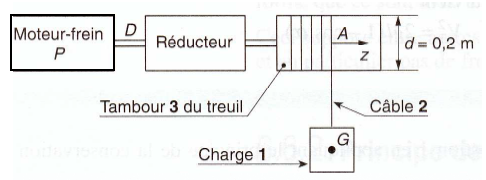 Moteur-frein
P
D
Réducteur
A
z
d = 0,2 m
Tambour 3 du treuil
Câble 2
Charge 1
G